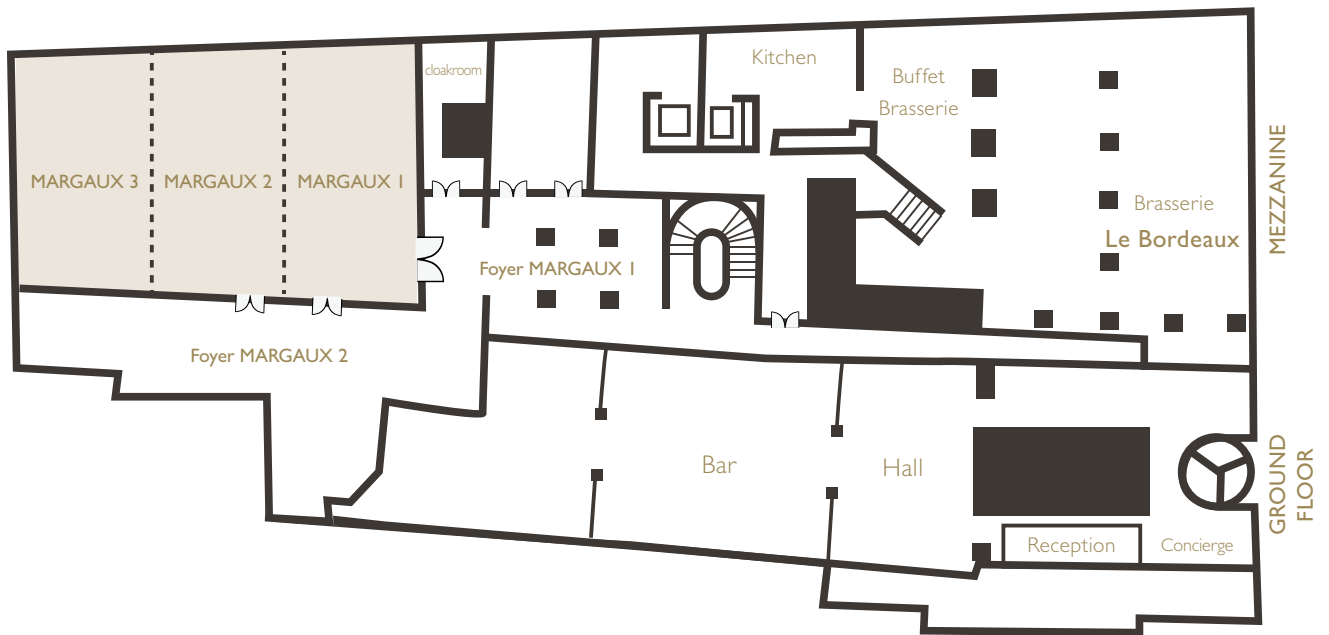 cloakroom
Kitchen
Buffet
Brasserie
MARGAUX 3
MARGAUX 2
MARGAUX 1
Brasserie
Le Bordeaux
MEZZANINE
Foyer MARGAUX 1
Foyer MARGAUX 2
Bar
Hall
GROUND
FLOOR
Reception
Concierge